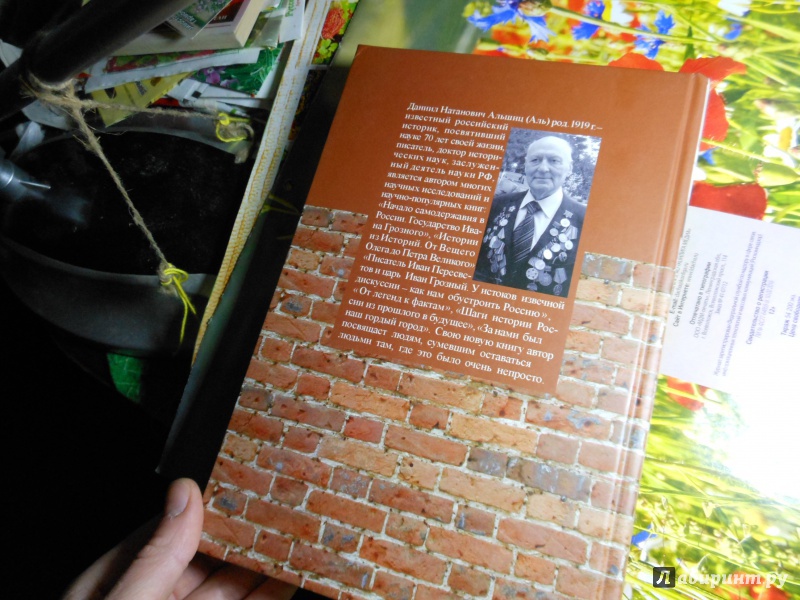 Даниил Натанович Альшиц (Аль) род. 1919 г.–
известный российский
историк, посвятивший
науке 70 лет своей жизни,
писатель, доктор истори-
ческих наук, заслужен-
ный деятель науки РФ,
является автором многих
научных исследований и
научно-популярных книг
«Начало самодержавия в
России. Государство Ива-
на Грозного», «Истории
из Истории. От Вещего
Олега до Петра Великого»
«Писатель Иван Пересве-
тов и царь Иван Грозный. У истоков извечной
дискуссии – как нам обустроить Россию»,
«От легенд к фактам», «Шаги истории Рос-
сии из прошлого в будущее», «За нами был
наш гордый город». Свою новую книгу автор
посвящает людям, сумевшим оставаться
людьми там, где это было очень непросто.
Лабиринт.ру